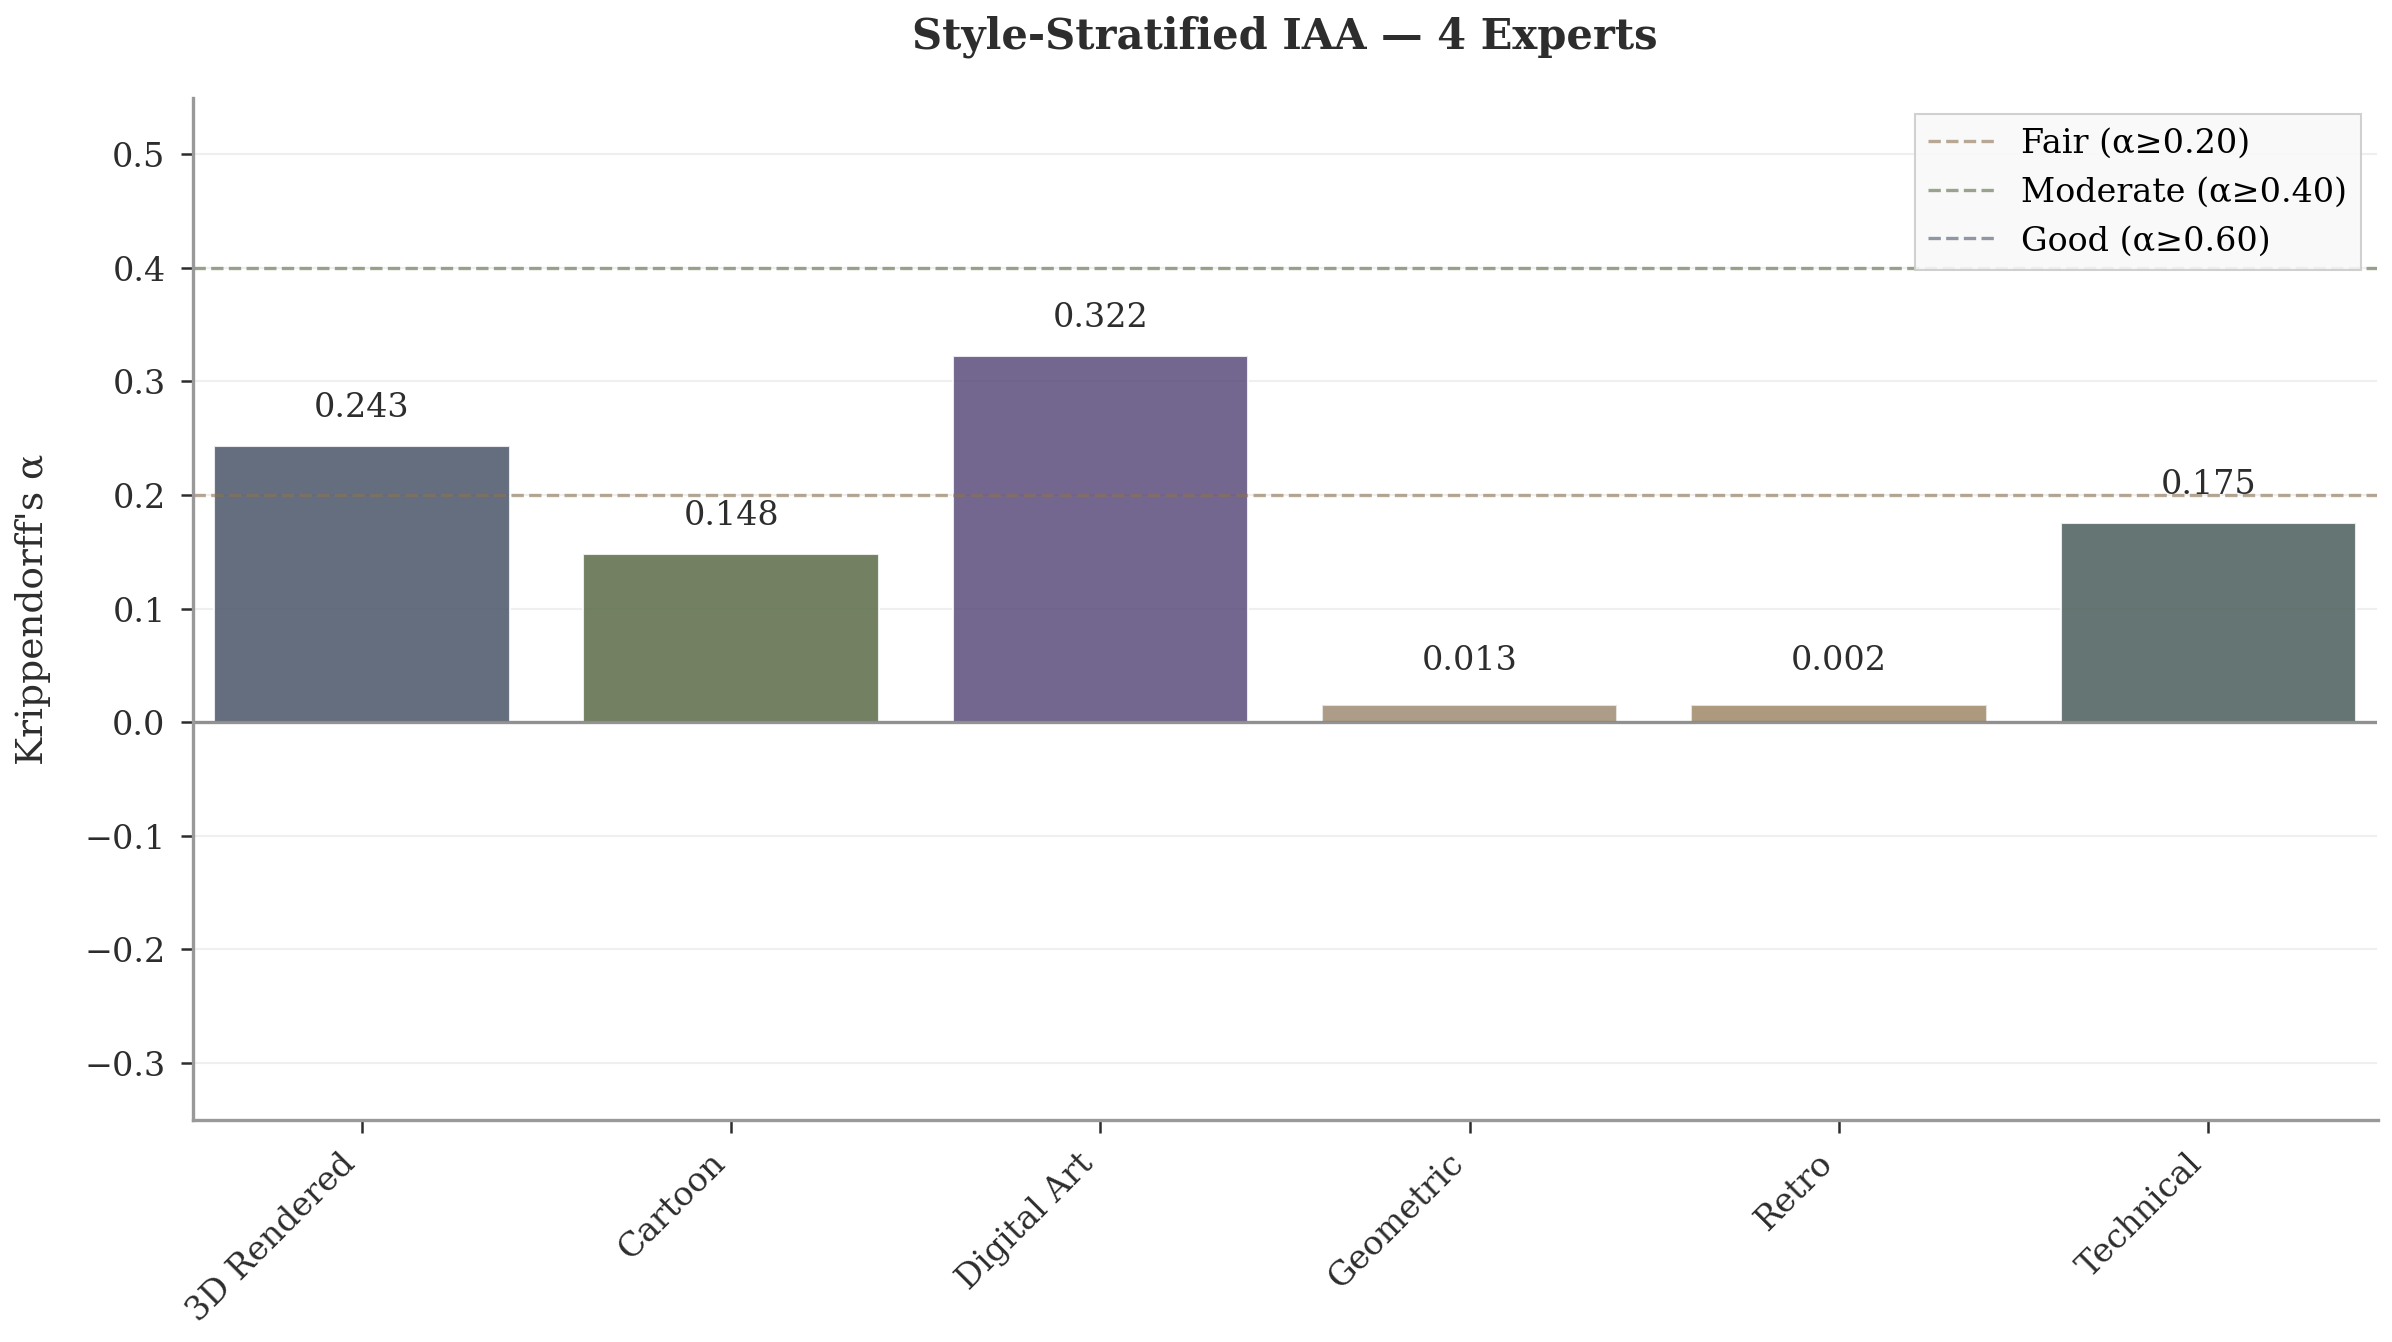 Style-Stratified IAA — 4 Experts
Fair (α≥0.20)
Moderate (α≥0.40)
Good (α≥0.60)
Krippendorff's α
0.5
0.4
0.3
0.2
0.1
0.0
−0.1
−0.2
−0.3
0.243
0.148
0.322
0.013
0.002
0.175
3D Rendered
Cartoon
Digital Art
Geometric
Retro
Technical